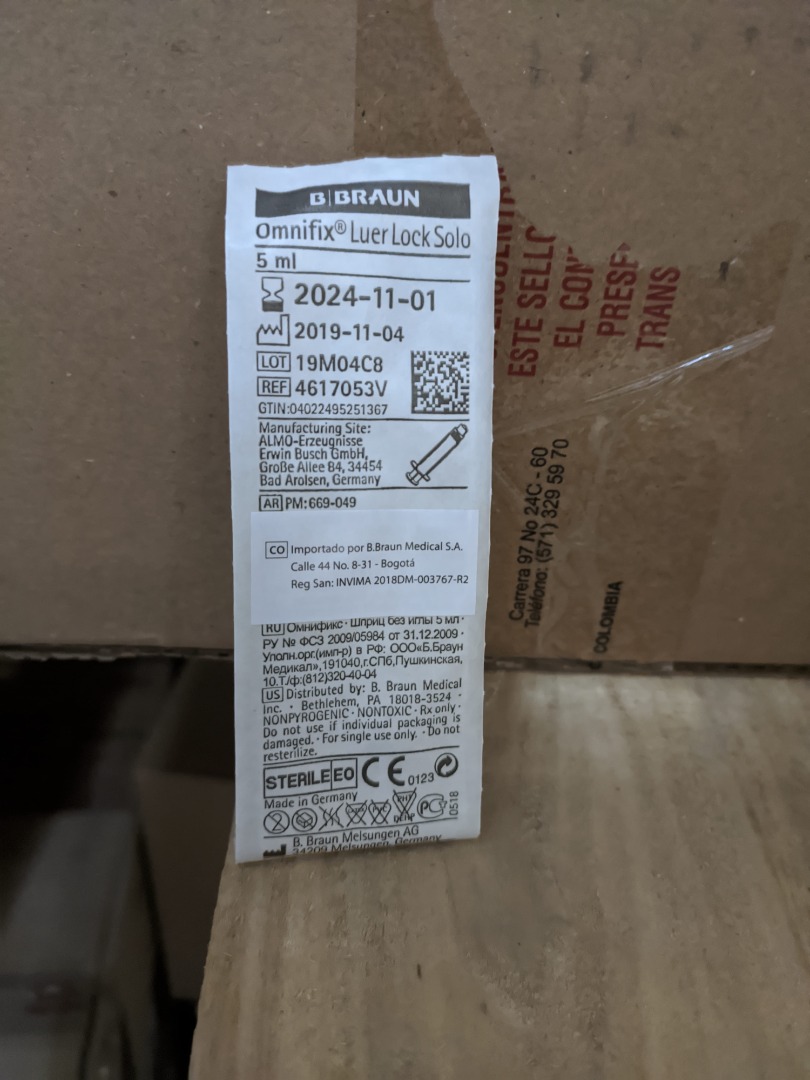 B|BRAUN
Omnifix® Luer Lock Solo
5 ml
2024-11-01
2019-11-04
LOT 19M04C8
REF 4617053V
GTIN:04022495251367
Manufacturing Site:
ALMO-Erzeugnisse
Erwin Busch GmbH,
Große Allee 84, 34454
Bad Arolsen, Germany
AR PM:669-049
CO Importado por B.Braun Medical S.A.
Calle 44 No. 8-31 - Bogotá
Reg San: INVIMA 2018DM-003767-R2
RU Омнификс · Шприц без иглы 5 мл ·
РУ № ФСЗ 2009/05984 от 31.12.2009 ·
Уполн.орг.(имп-р) в РФ: ООО«Б.Браун
Медикал»,191040,г.СПб,Пушкинская,
10.Т/ф:(812)320-40-04
US Distributed by: B. Braun Medical
Inc. · Bethlehem, PA 18018-3524 ·
NONPYROGENIC · NONTOXIC · Rx only ·
Do not use if individual packaging is
damaged. · For single use only. · Do not
resterilize.
STERILE EO CE 0123
Made in Germany
2
DEHP
0518
B. Braun Melsungen AG
34209 Melsungen, Germany
ESTE SELLO
EL CON
PRESE
TRANS
Carrera 97 No 24C - 60
Teléfono: (571) 329 59 70
COLOMBIA